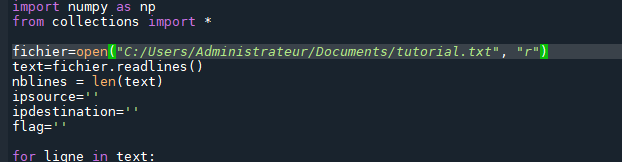 import numpy as np
from collections import *
fichier=open("C:/Users/Administrateur/Documents/tutorial.txt", "r")
text=fichier.readlines()
nblines = len(text)
ipsource=''
ipdestination=''
flag=''
for ligne in text: